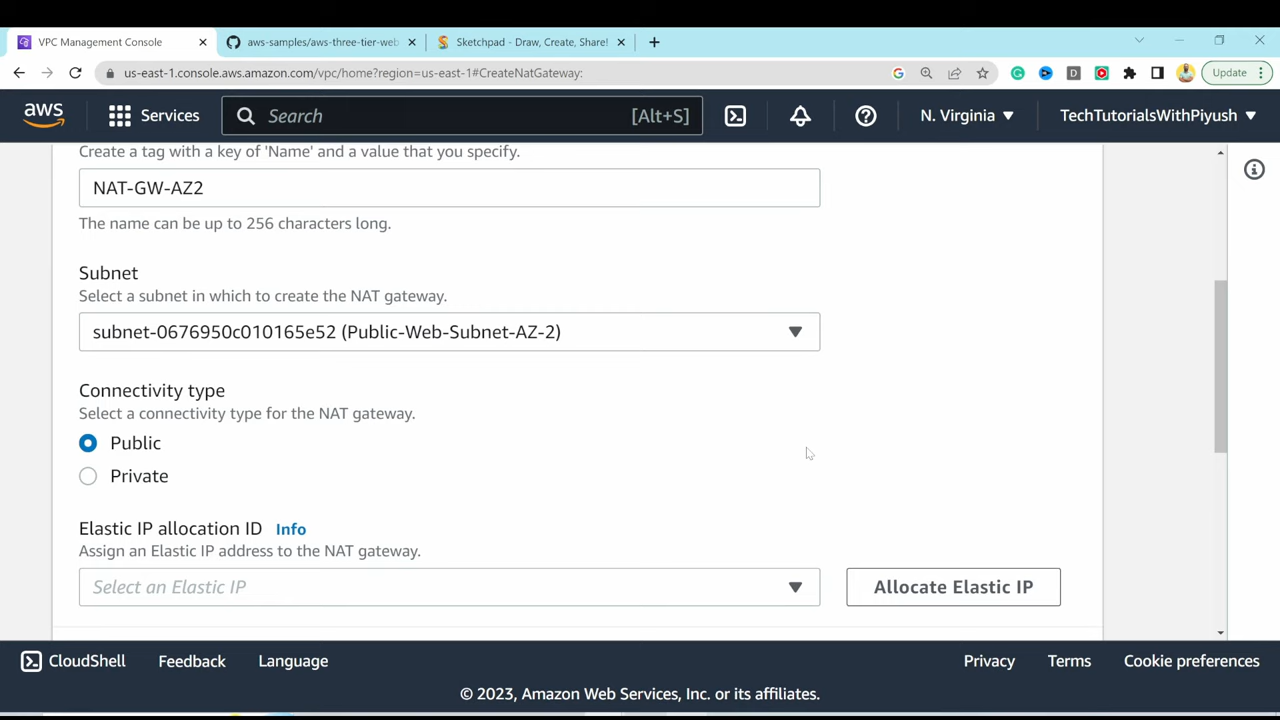 VPC Management Console
aws-samples/aws-three-tier-web
Sketchpad - Draw, Create, Share!
us-east-1.console.aws.amazon.com/vpc/home?region=us-east-1#CreateNatGateway:
Update
aws
Services
Search
[Alt+S]
N. Virginia
TechTutorialsWithPiyush
Create a tag with a key of 'Name' and a value that you specify.
NAT-GW-AZ2
The name can be up to 256 characters long.
Subnet
Select a subnet in which to create the NAT gateway.
subnet-0676950c010165e52 (Public-Web-Subnet-AZ-2)
Connectivity type
Select a connectivity type for the NAT gateway.
Public
Private
Elastic IP allocation ID Info
Assign an Elastic IP address to the NAT gateway.
Select an Elastic IP
Allocate Elastic IP
CloudShell
Feedback
Language
Privacy
Terms
Cookie preferences
© 2023, Amazon Web Services, Inc. or its affiliates.